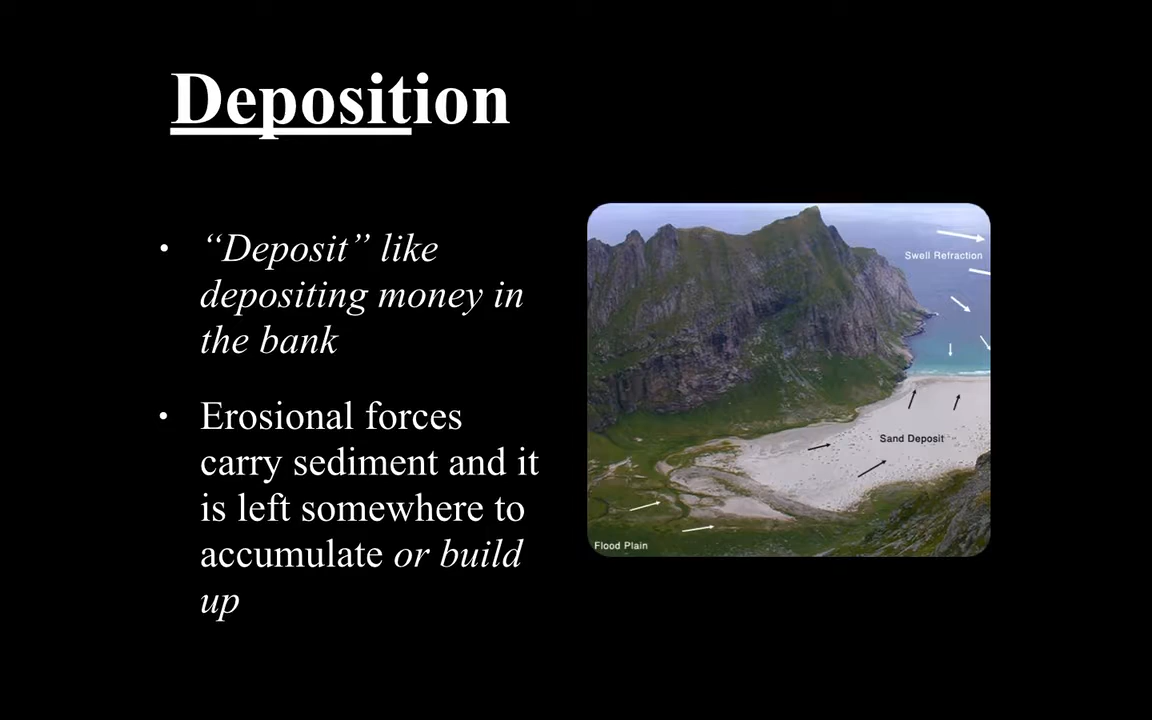 Deposition
• “Deposit” like
depositing money in
the bank
• Erosional forces
carry sediment and it
is left somewhere to
accumulate or build
up
Swell Refraction
Sand Deposit
Flood Plain